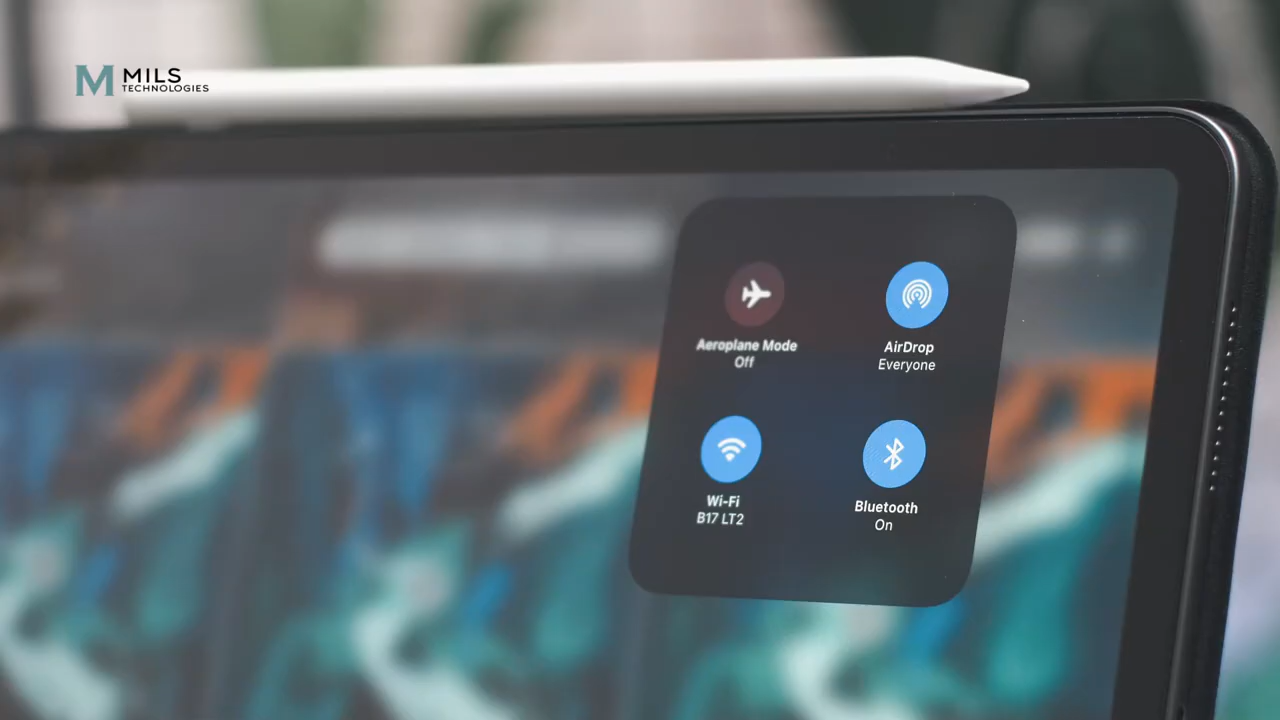 MILS
TECHNOLOGIES
Aeroplane Mode
Off
AirDrop
Everyone
Wi-Fi
B17 LT2
Bluetooth
On